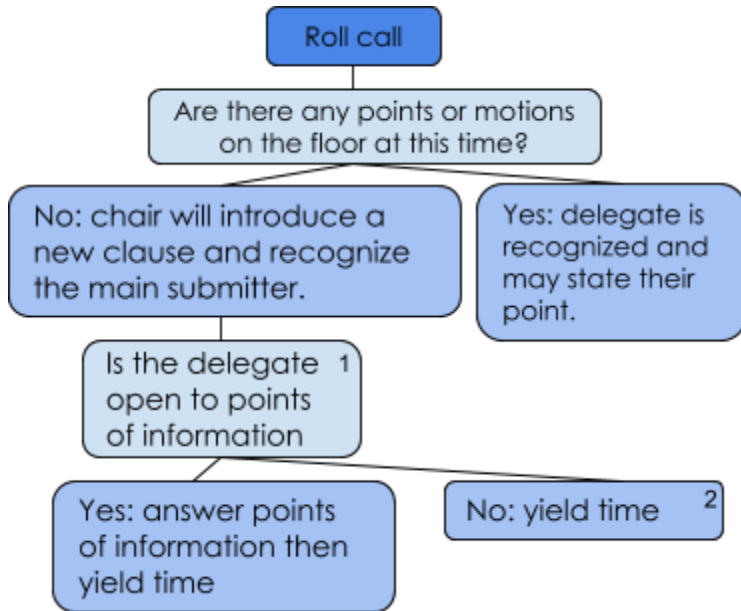 Roll call
Are there any points or motions
on the floor at this time?
No: chair will introduce a
new clause and recognize
the main submitter.
Yes: delegate is
recognized and
may state their
point.
Is the delegate 1
open to points
of information
Yes: answer points
of information then
yield time
No: yield time 2